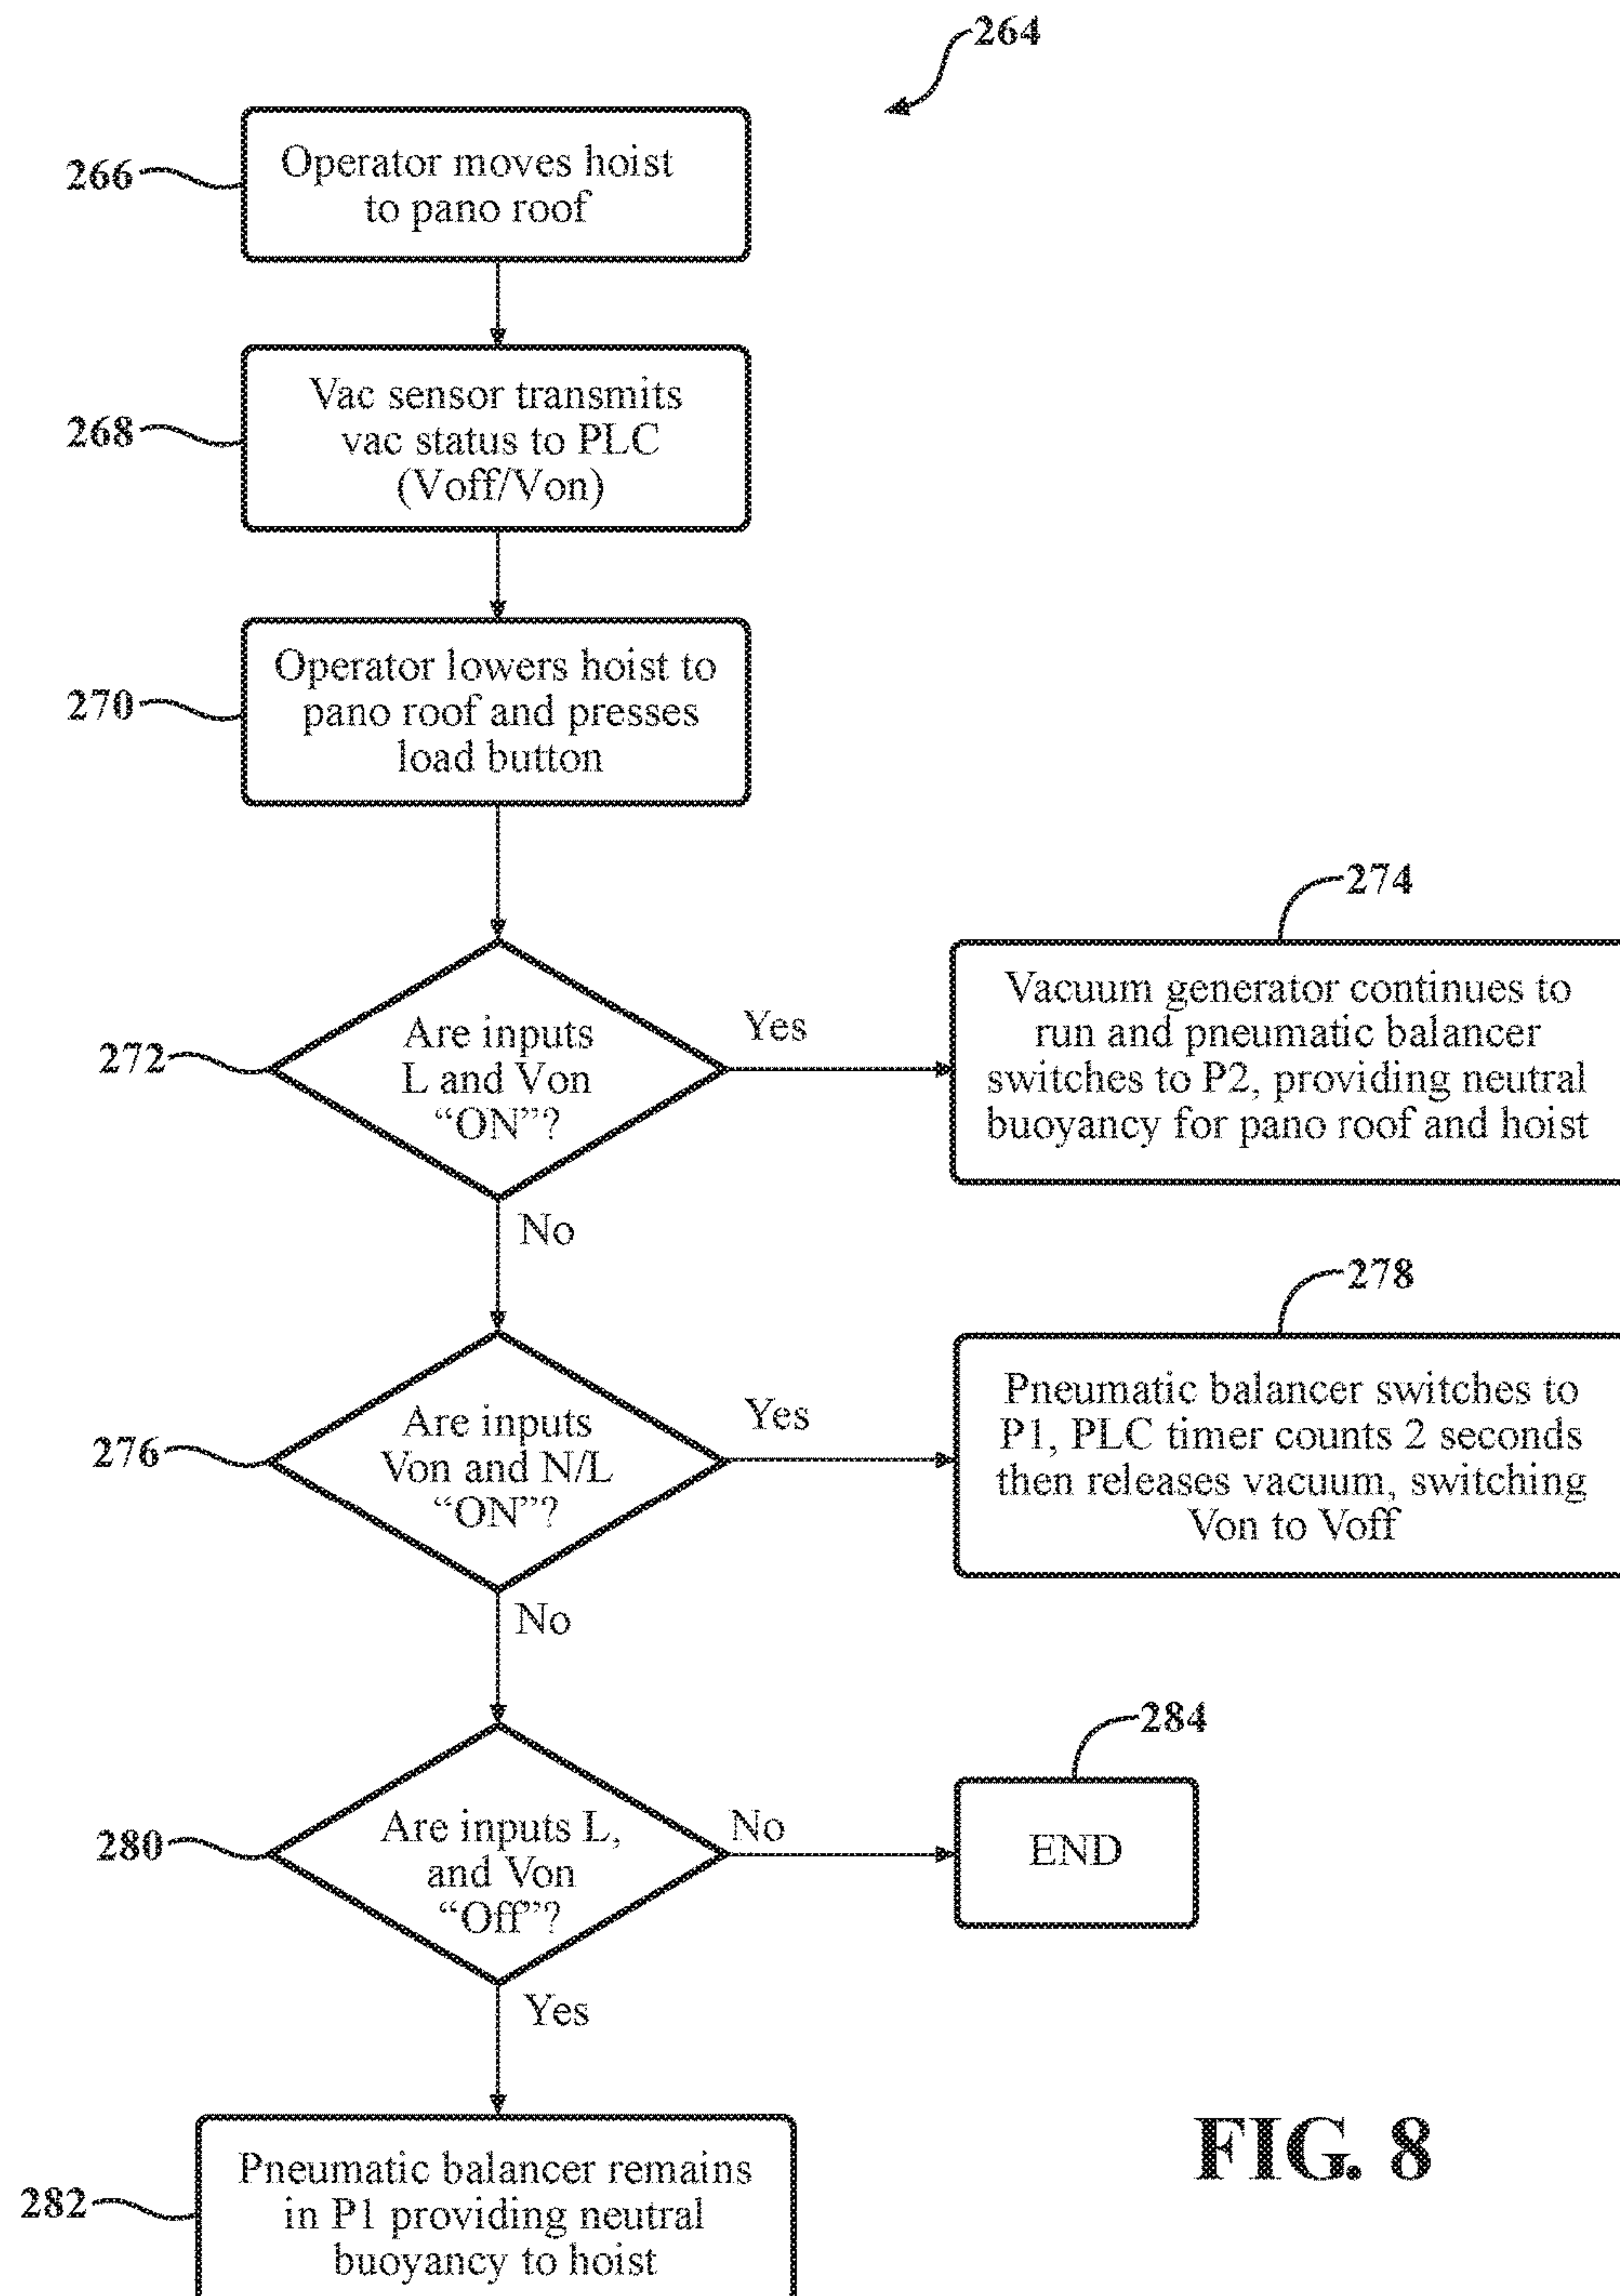 264
266
Operator moves hoist
to pano roof
268
Vac sensor transmits
vac status to PLC
(Voff/Von)
270
Operator lowers hoist to
pano roof and presses
load button
272
Are inputs
L and Von
“ON”?
Yes
274
Vacuum generator continues to
run and pneumatic balancer
switches to P2, providing neutral
buoyancy for pano roof and hoist
No
276
Are inputs
Von and N/L
“ON”?
Yes
278
Pneumatic balancer switches to
P1, PLC timer counts 2 seconds
then releases vacuum, switching
Von to Voff
No
280
Are inputs L,
and Von
“Off”?
No
284
END
Yes
282
Pneumatic balancer remains
in P1 providing neutral
buoyancy to hoist
FIG. 8